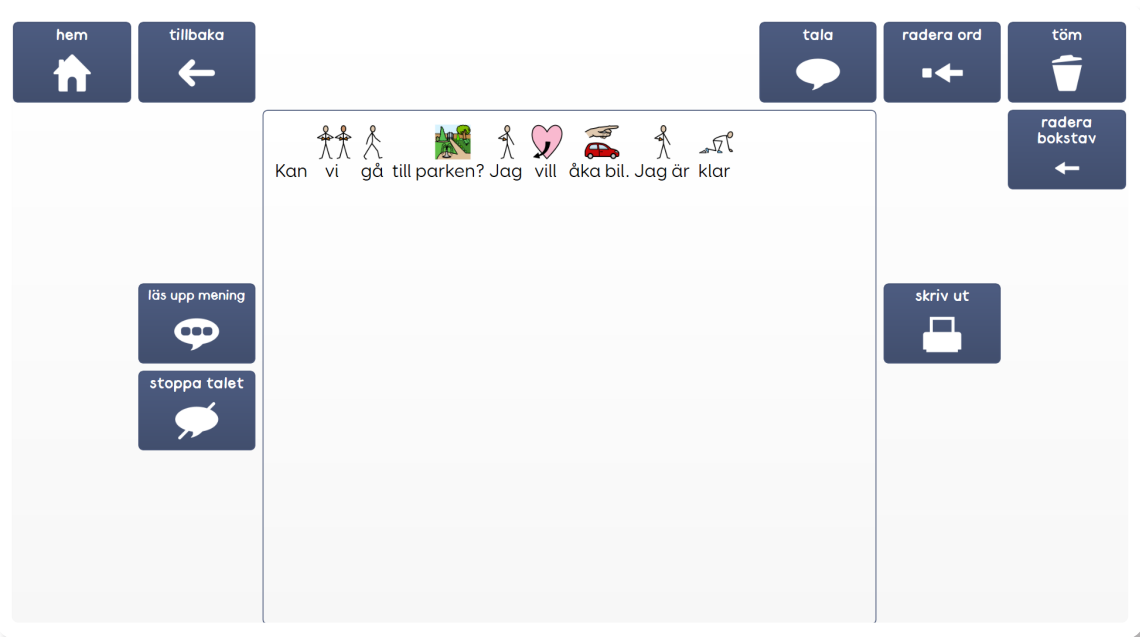 hem
tillbaka
tala
radera ord
töm
radera
bokstav
Kan vi gå till parken? Jag vill åka bil. Jag är klar
läs upp mening
skriv ut
stoppa talet